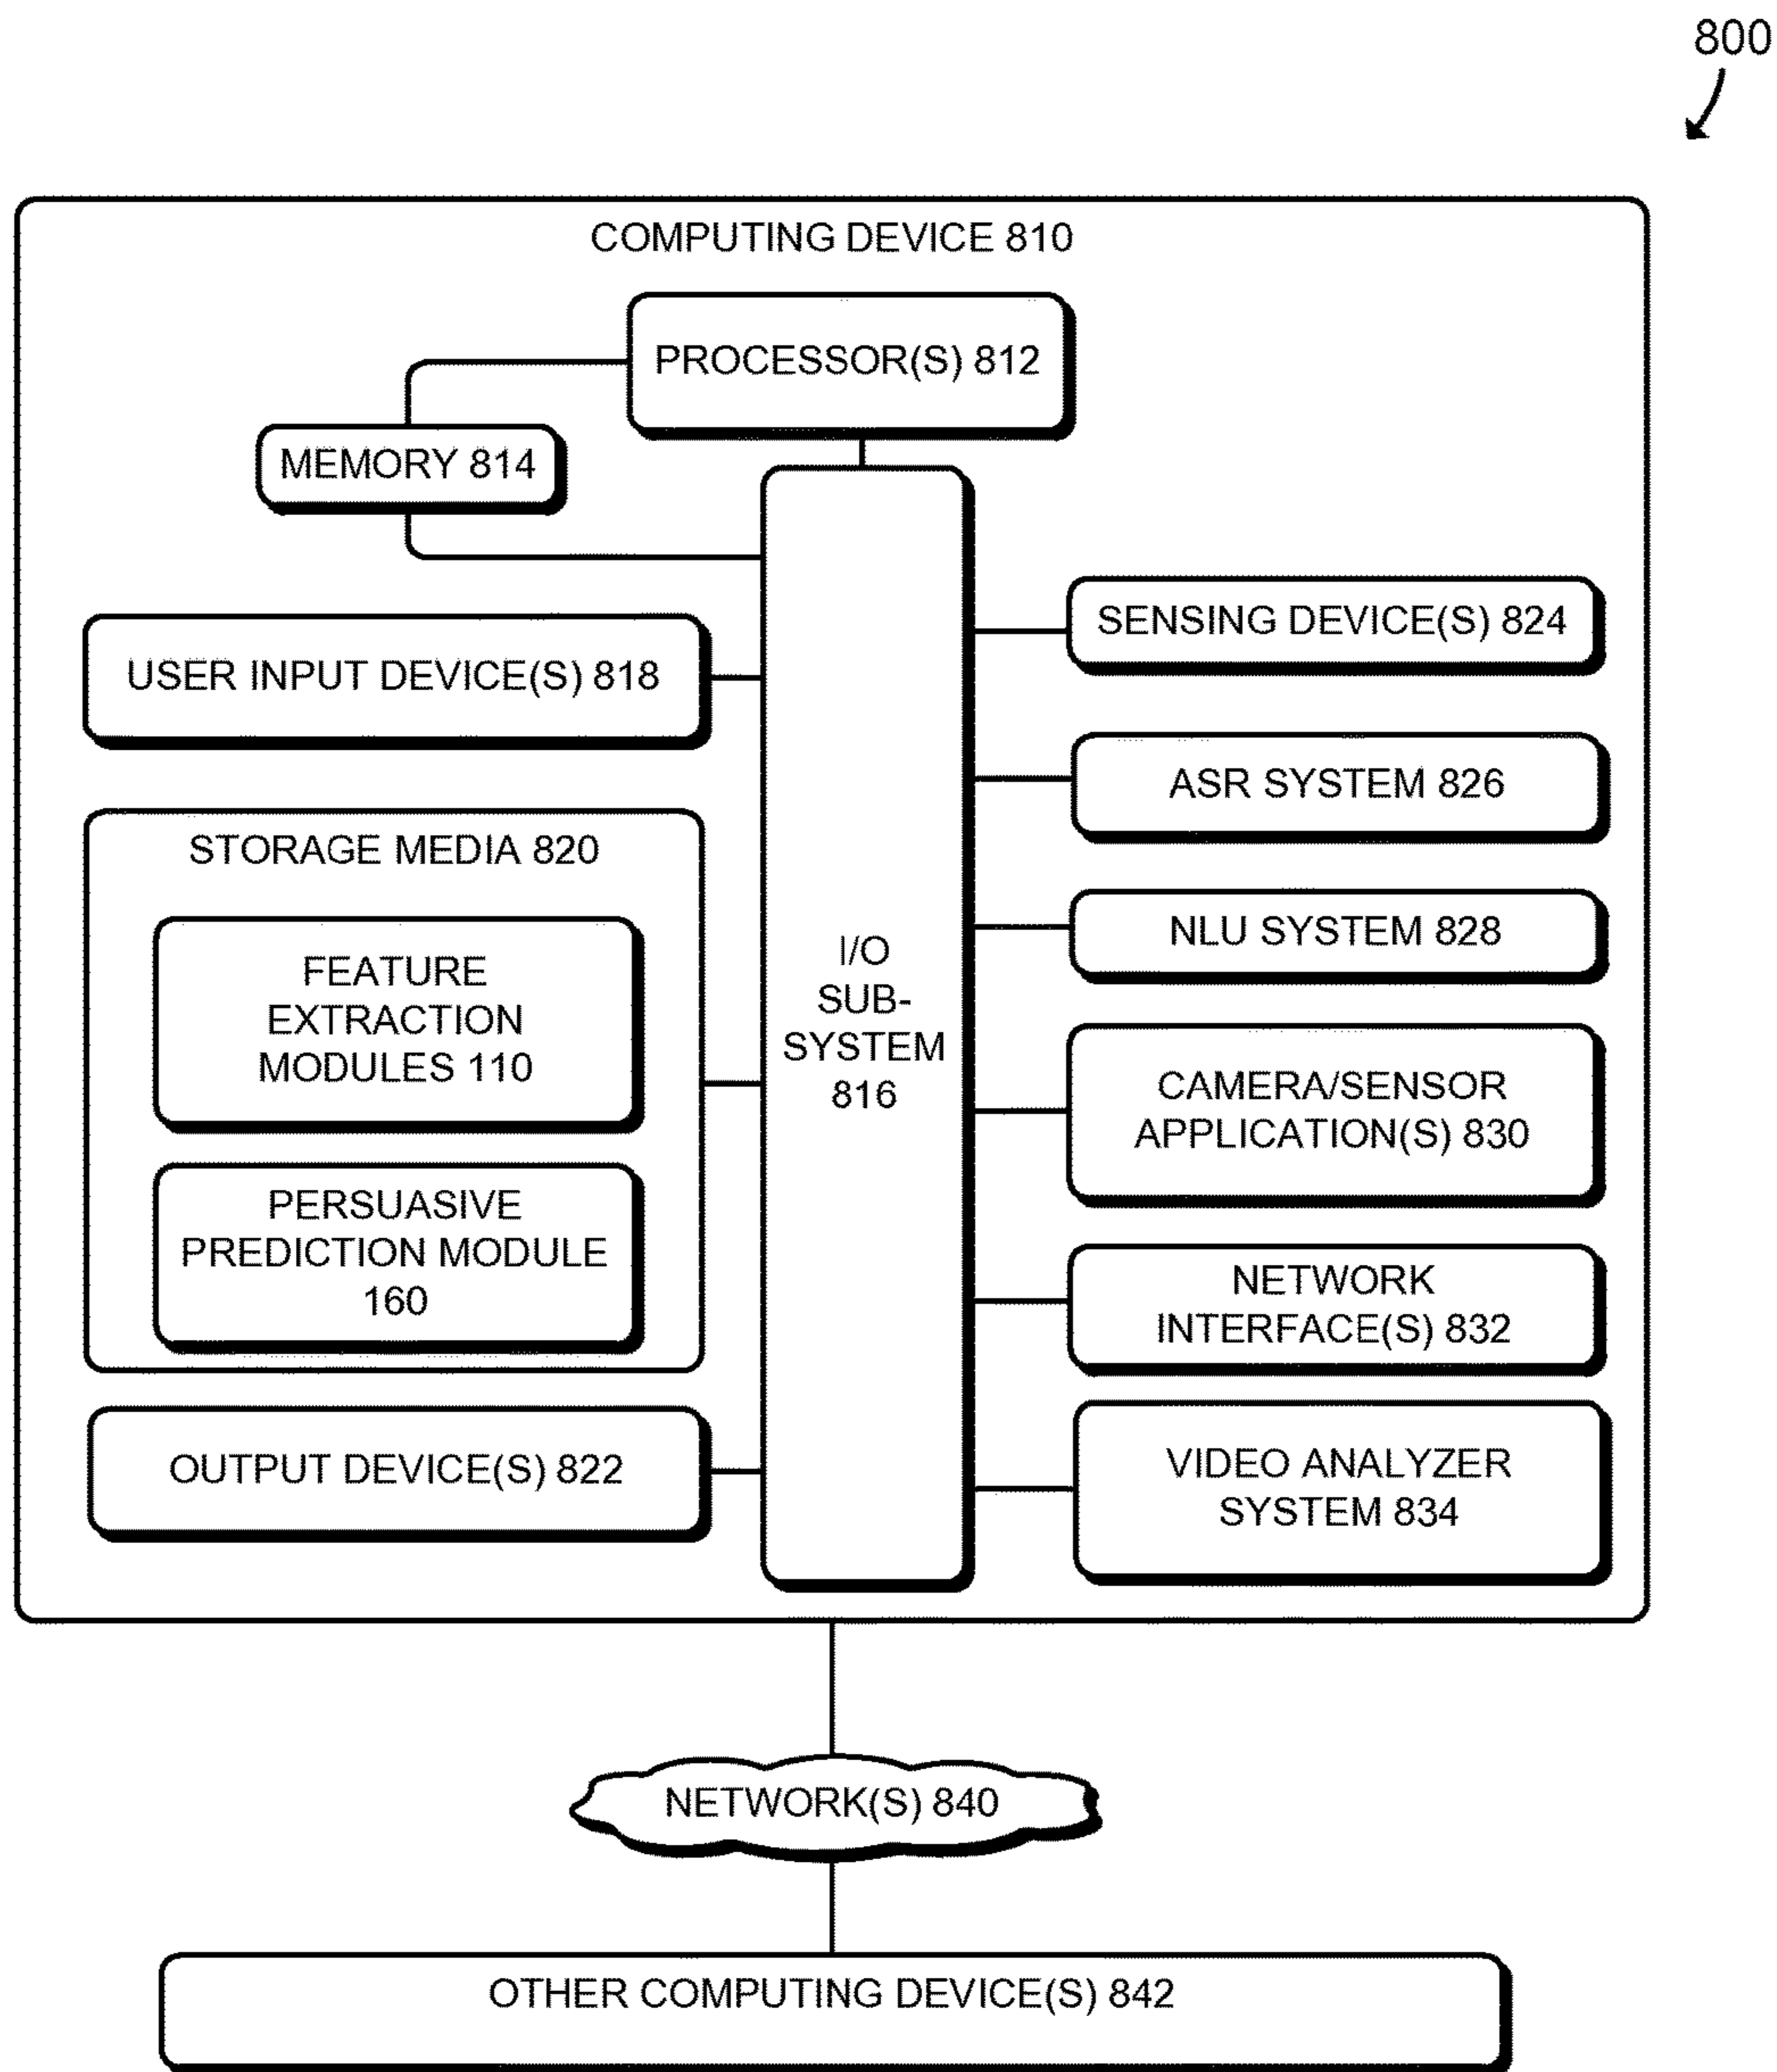 800
COMPUTING DEVICE 810
PROCESSOR(S) 812
MEMORY 814
USER INPUT DEVICE(S) 818
STORAGE MEDIA 820
FEATURE
EXTRACTION
MODULES 110
PERSUASIVE
PREDICTION MODULE
160
OUTPUT DEVICE(S) 822
I/O
SUB-
SYSTEM
816
SENSING DEVICE(S) 824
ASR SYSTEM 826
NLU SYSTEM 828
CAMERA/SENSOR
APPLICATION(S) 830
NETWORK
INTERFACE(S) 832
VIDEO ANALYZER
SYSTEM 834
NETWORK(S) 840
OTHER COMPUTING DEVICE(S) 842